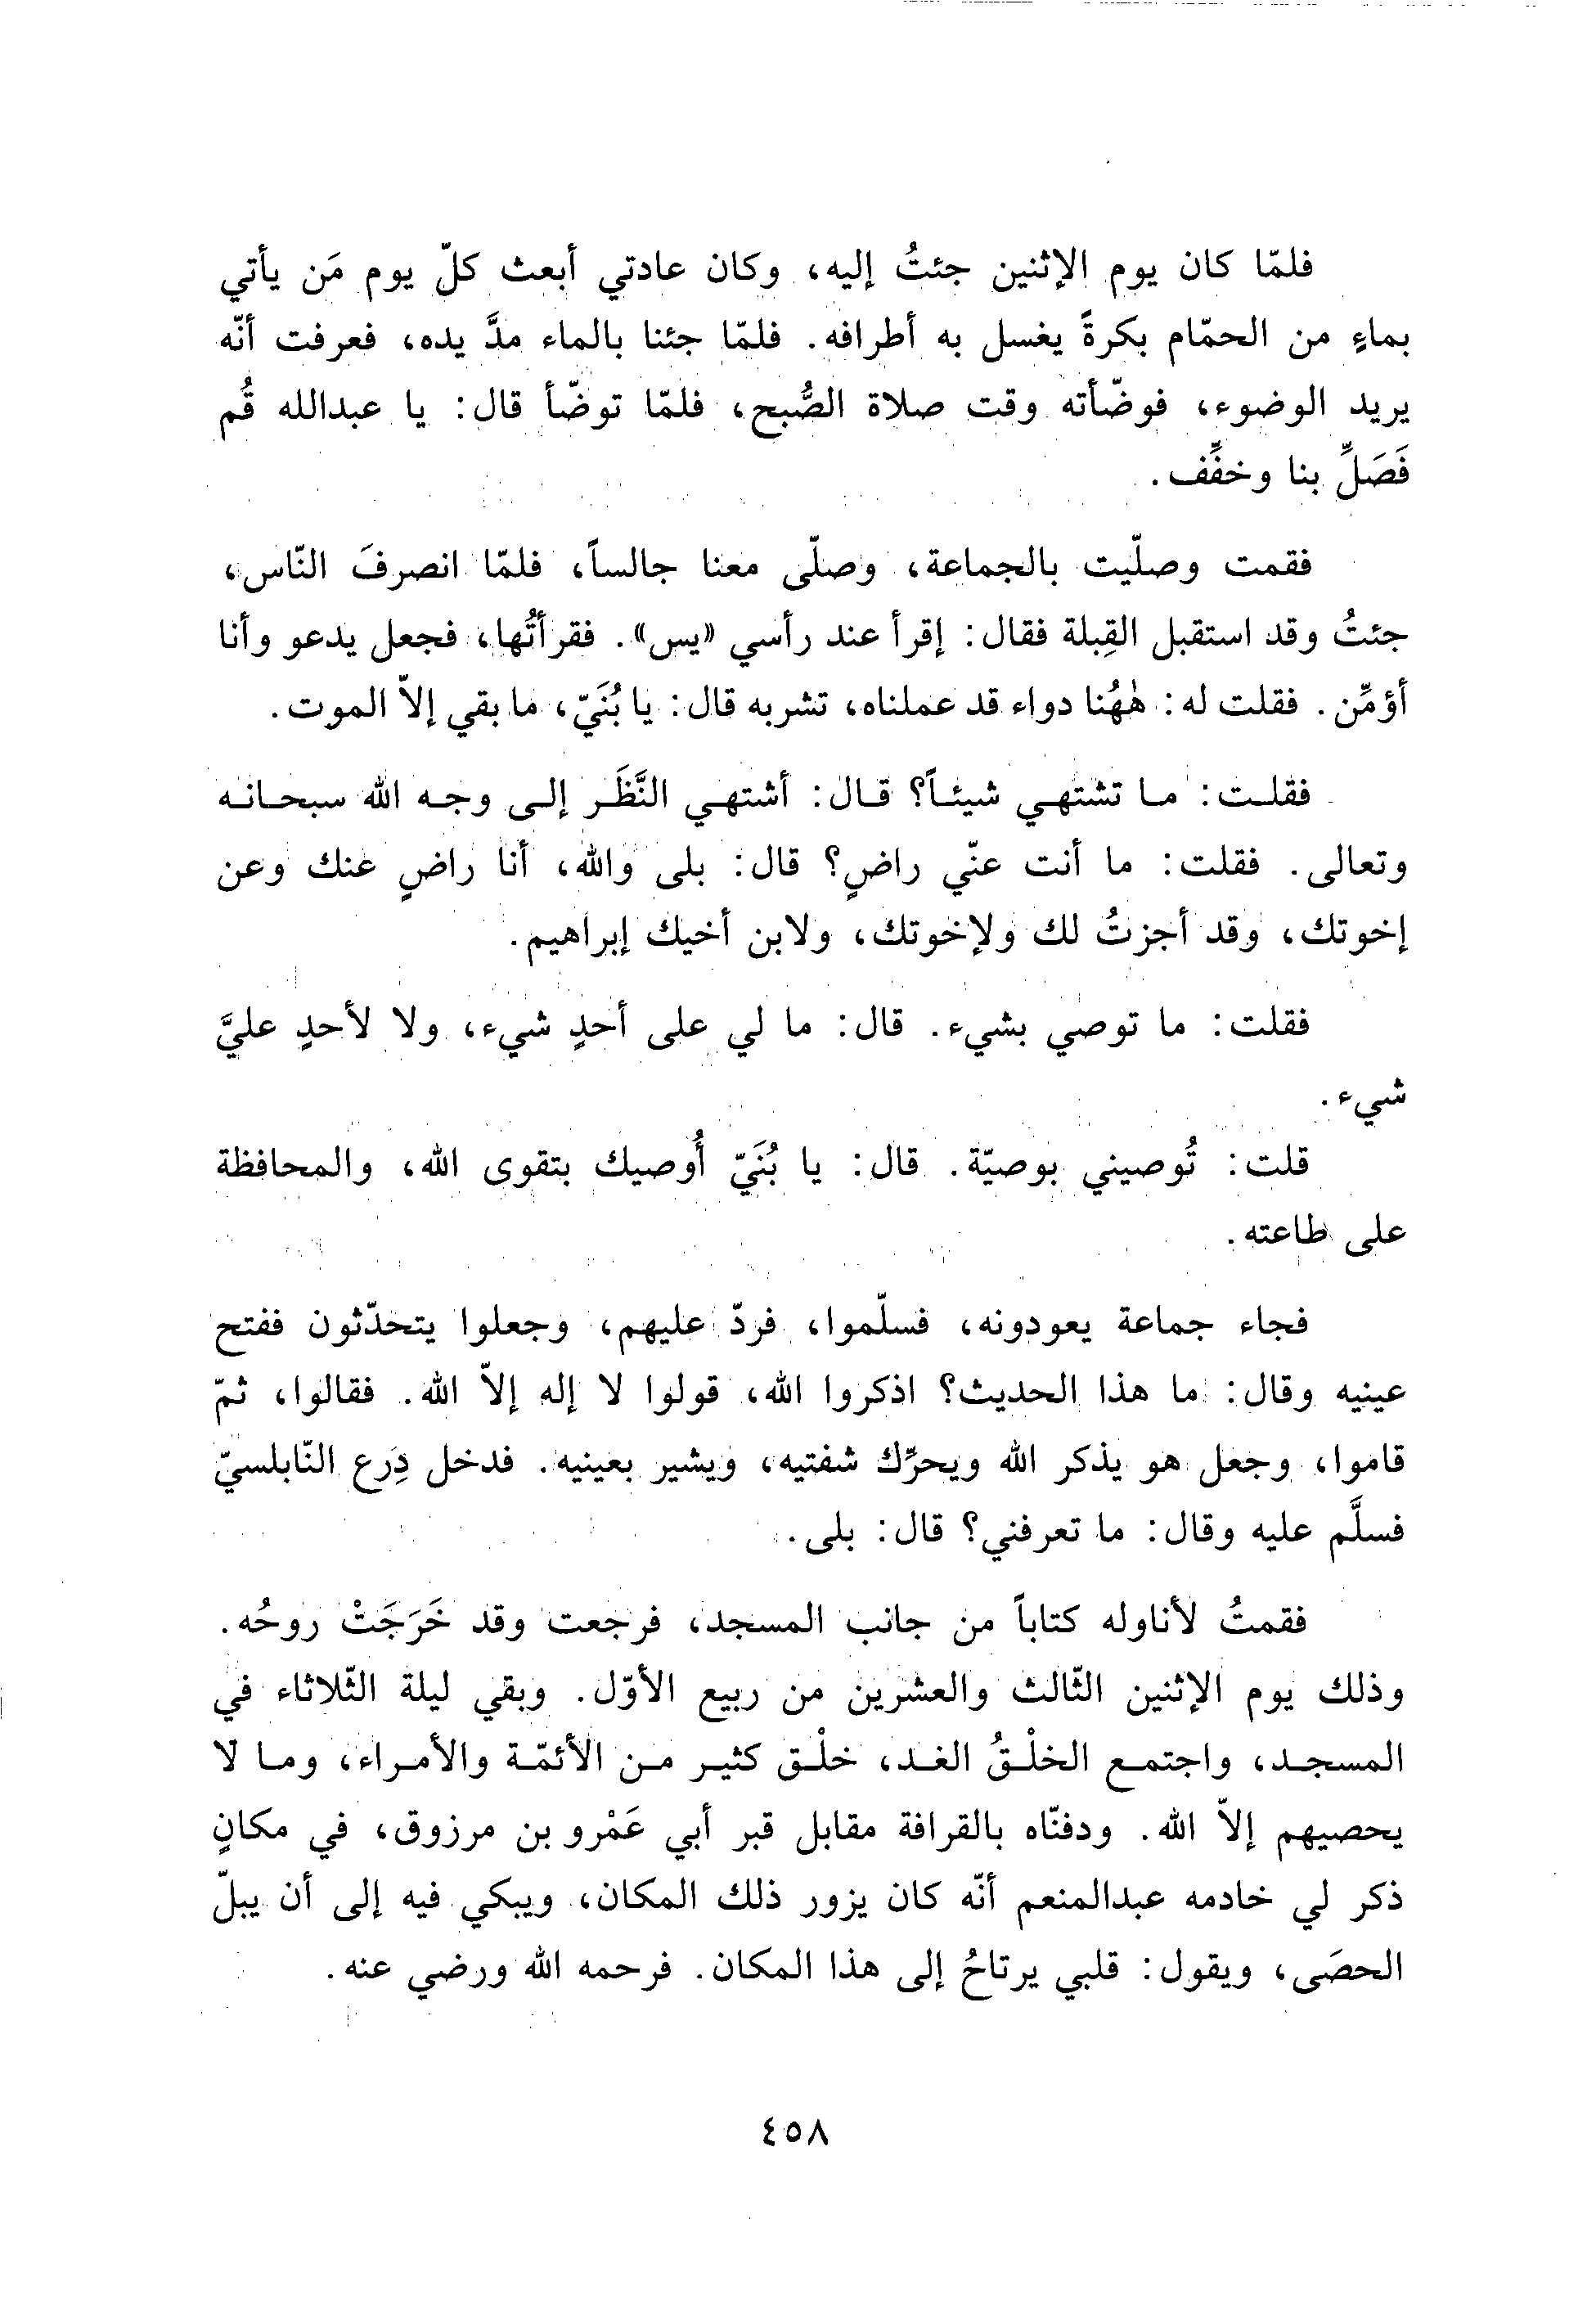 فلمّا كان يوم الإثنين جئتُ إليه، وكان عادتي أبعث كلّ يوم مَن يأتي
بماءٍ من الحمّام بكرةً يغسل به أطرافه. فلمّا جئنا بالماء مدَّ يده، فعرفت أنّه
يريد الوضوء، فوضّأته وقت صلاة الصُّبح، فلمّا توضّأ قال: يا عبدالله قُم
فَصَلِّ بنا وخفِّف.
فقمت وصلّيت بالجماعة، وصلّى معنا جالساً، فلمّا انصرفَ النّاس،
جئتُ وقد استقبل القِبلة فقال: إقرأ عند رأسي «يس». فقرأتُها، فجعل يدعو وأنا
أؤمِّن. فقلت له: هٰهُنا دواء قد عملناه، تشربه قال: يا بُنَيّ، ما بقي إلاّ الموت.
فقلت: ما تشتهي شيئاً؟ قال: أشتهي النَّظَر إلى وجه الله سبحانه
وتعالى. فقلت: ما أنت عنّي راضٍ؟ قال: بلى والله، أنا راضٍ عنك وعن
إخوتك، وقد أجزتُ لك ولإخوتك، ولابن أخيك إبراهيم.
فقلت: ما توصي بشيء. قال: ما لي على أحدٍ شيء، ولا لأحدٍ عليَّ
شيء.
قلت: تُوصيني بوصيّة. قال: يا بُنَيّ أُوصيك بتقوى الله، والمحافظة
على طاعته.
فجاء جماعة يعودونه، فسلّموا، فردّ عليهم، وجعلوا يتحدّثون ففتح
عينيه وقال: ما هذا الحديث؟ اذكروا الله، قولوا لا إله إلاّ الله. فقالوا، ثمّ
قاموا، وجعل هو يذكر الله ويحرّك شفتيه، ويشير بعينيه. فدخل دِرع النّابلسيّ
فسلَّم عليه وقال: ما تعرفني؟ قال: بلى.
فقمتُ لأناوله كتاباً من جانب المسجد، فرجعت وقد خَرَجَتْ روحُه.
وذلك يوم الإثنين الثّالث والعشرين من ربيع الأوّل. وبقي ليلة الثّلاثاء في
المسجد، واجتمع الخلْقُ الغد، خلْق كثير من الأئمّة والأمراء، وما لا
يحصيهم إلاّ الله. ودفنّاه بالقرافة مقابل قبر أبي عَمْرو بن مرزوق، في مكانٍ
ذكر لي خادمه عبدالمنعم أنّه كان يزور ذلك المكان، ويبكي فيه إلى أن يبلّ
الحصَى، ويقول: قلبي يرتاحُ إلى هذا المكان. فرحمه الله ورضي عنه.
٤٥٨